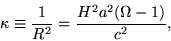 κ ≡ 1/R² = H²a²(Ω − 1)/c²,